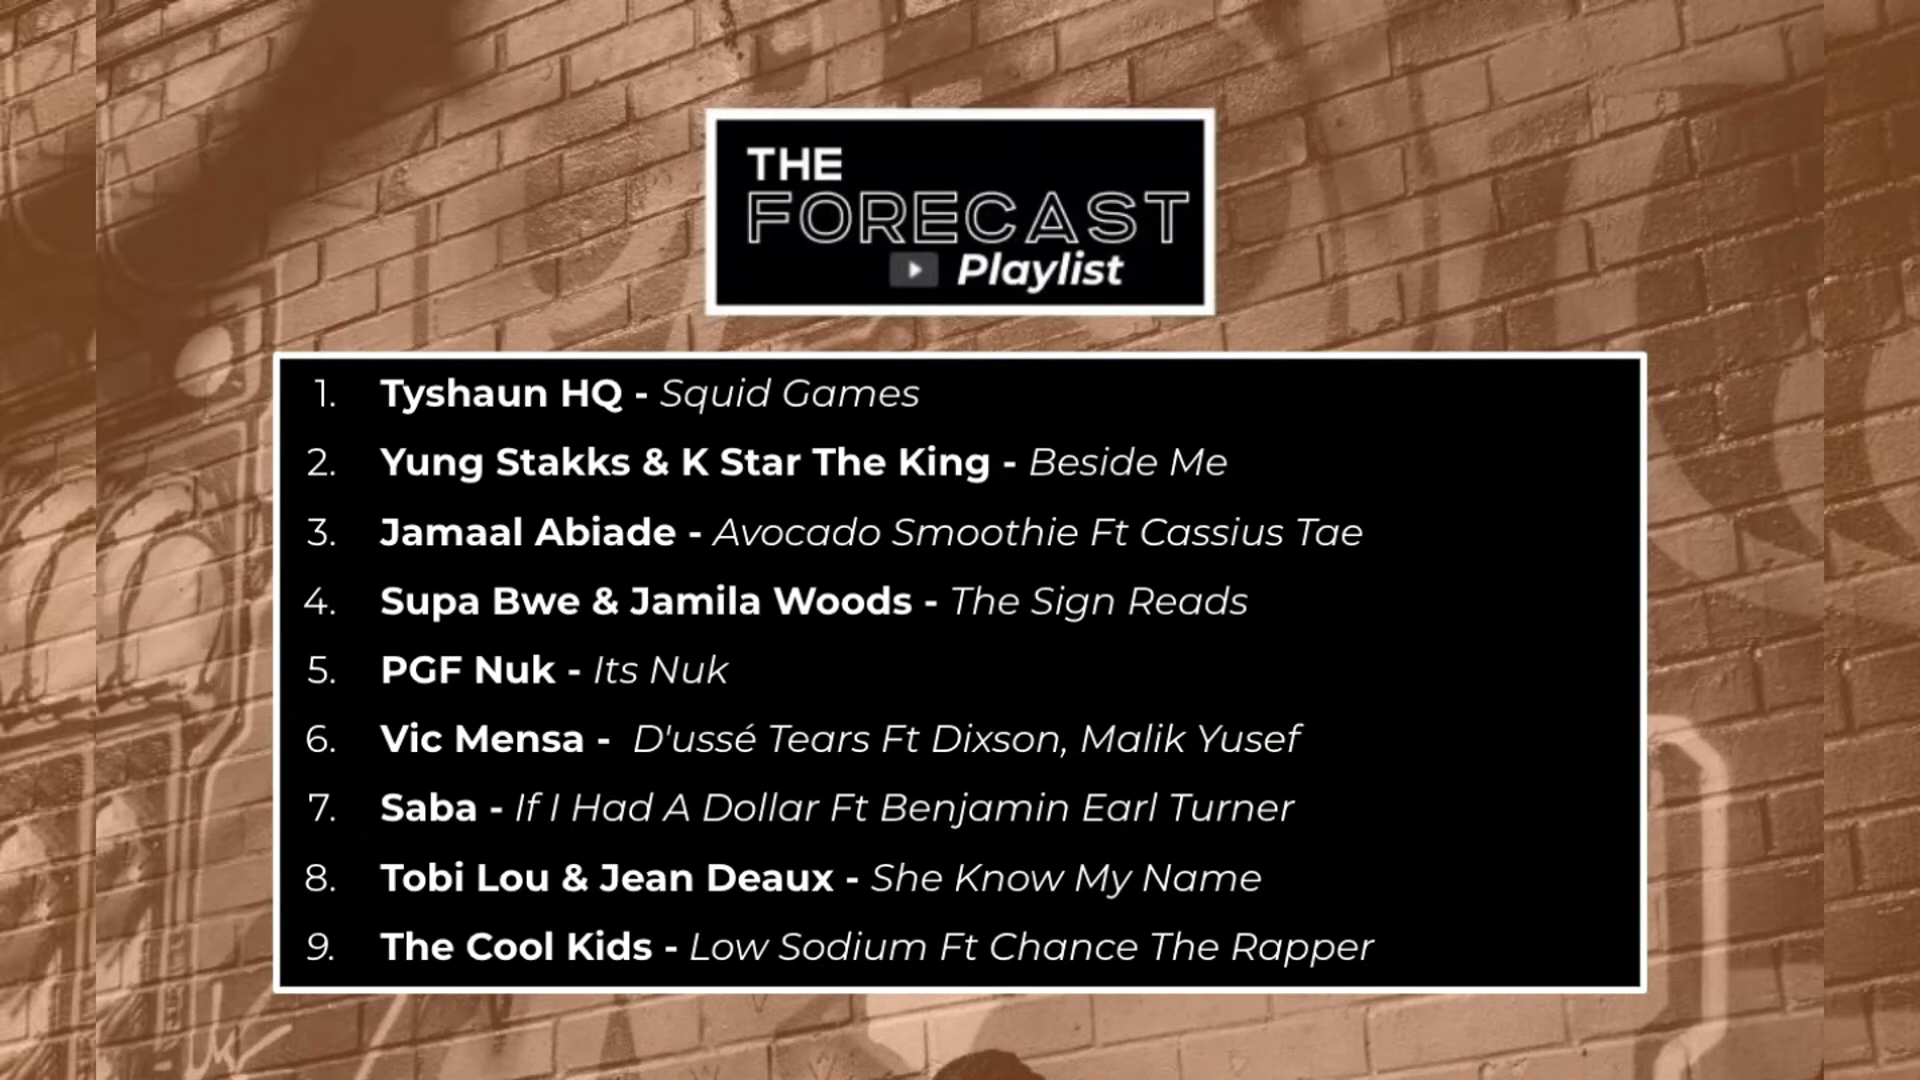 THE
FORECAST
Playlist
1. Tyshaun HQ - Squid Games
2. Yung Stakks & K Star The King - Beside Me
3. Jamaal Abiade - Avocado Smoothie Ft Cassius Tae
4. Supa Bwe & Jamila Woods - The Sign Reads
5. PGF Nuk - Its Nuk
6. Vic Mensa - D'ussé Tears Ft Dixson, Malik Yusef
7. Saba - If I Had A Dollar Ft Benjamin Earl Turner
8. Tobi Lou & Jean Deaux - She Know My Name
9. The Cool Kids - Low Sodium Ft Chance The Rapper